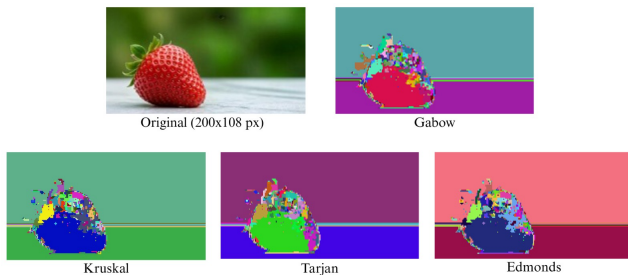 Original (200x108 px)
Gabow
Kruskal
Tarjan
Edmonds